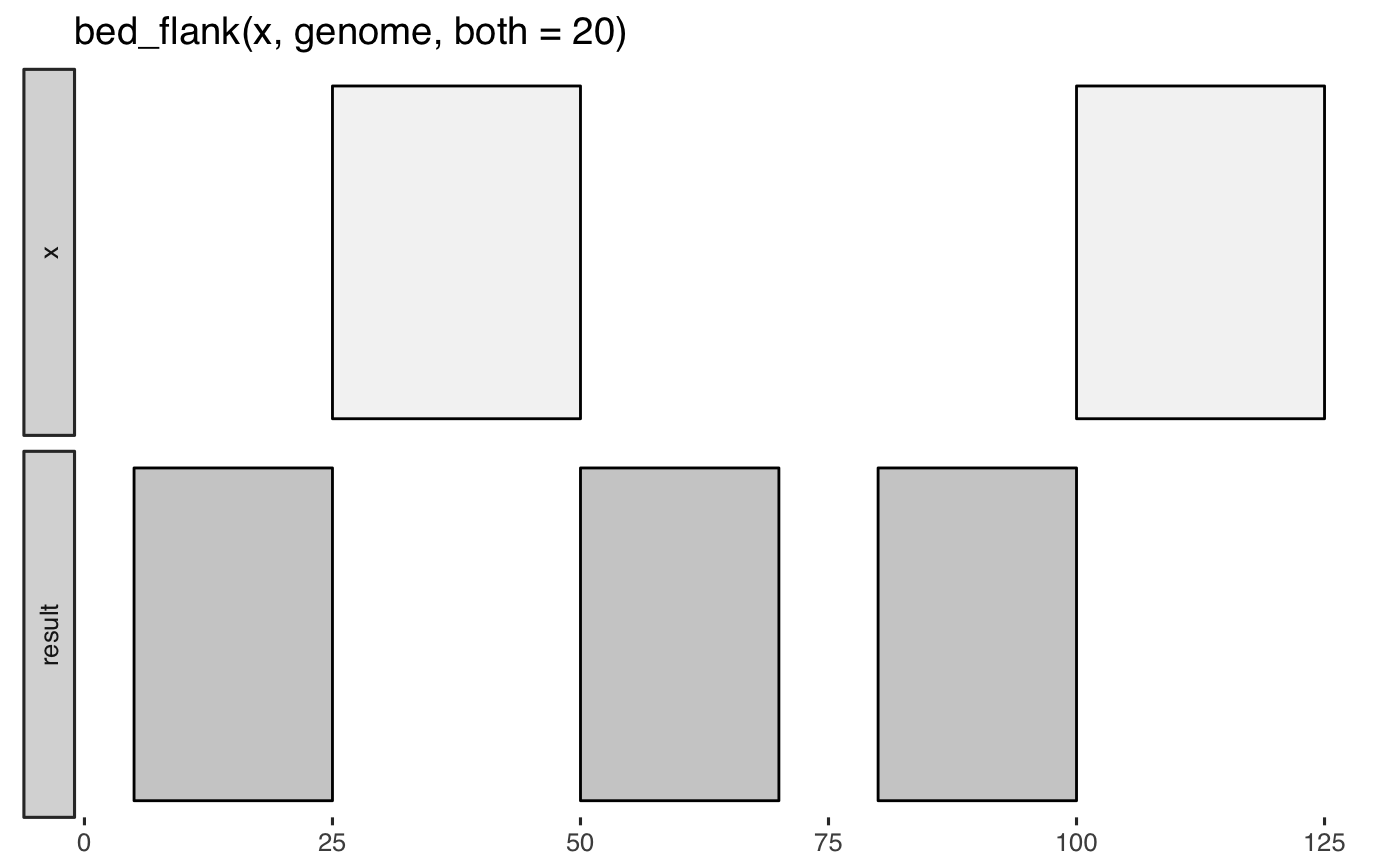 bed_flank(x, genome, both = 20)
x
result
0 25 50 75 100 125